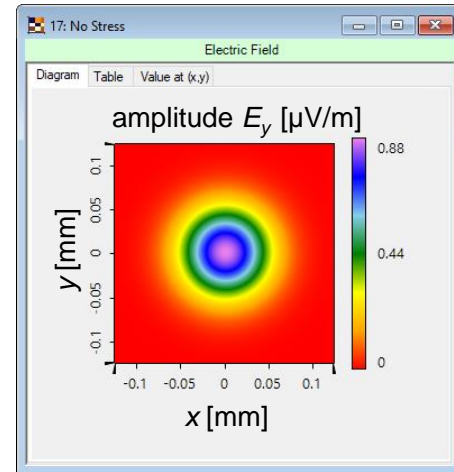 17: No Stress
Electric Field
Diagram Table Value at (x,y)
amplitude Ey [µV/m]
0.1
0.05
0
-0.05
-0.1
y [mm]
0.88
0.44
0
-0.1 -0.05 0 0.05 0.1
x [mm]